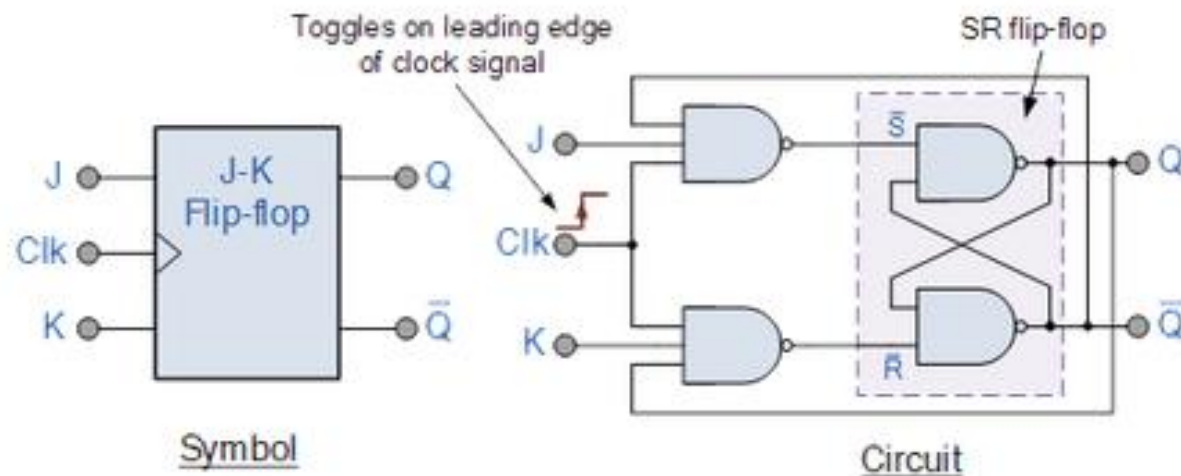 Toggles on leading edge
of clock signal
SR flip-flop
J
J-K
Flip-flop
Q
Clk
K
Q̅
Symbol
J
S̅
Q
Clk
K
R̅
Q̅
Circuit